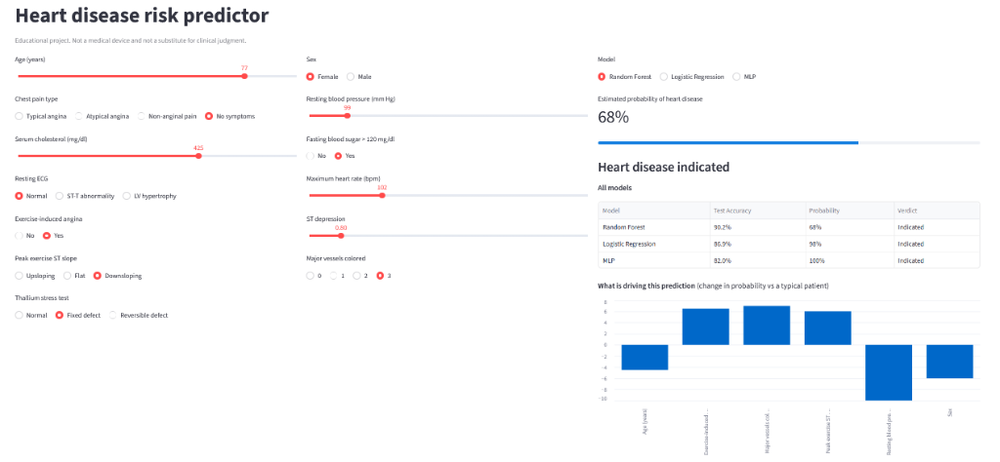 Heart disease risk predictor
Educational project. Not a medical device and not a substitute for clinical judgment.
Age (years)
77
Chest pain type
Typical angina Atypical angina Non-anginal pain No symptoms
Serum cholesterol (mg/dl)
425
Resting ECG
Normal ST-T abnormality LV hypertrophy
Exercise-induced angina
No Yes
Peak exercise ST slope
Upsloping Flat Downsloping
Thallium stress test
Normal Fixed defect Reversible defect
Sex
Female Male
Resting blood pressure (mm Hg)
99
Fasting blood sugar > 120 mg/dl
No Yes
Maximum heart rate (bpm)
102
ST depression
0.80
Major vessels colored
0 1 2 3
Model
Random Forest Logistic Regression MLP
Estimated probability of heart disease
68%
Heart disease indicated
All models
Model Test Accuracy Probability Verdict
Random Forest 90.2% 68% Indicated
Logistic Regression 86.9% 98% Indicated
MLP 82.0% 100% Indicated
What is driving this prediction (change in probability vs a typical patient)
8
6
4
2
0
-2
-4
-6
-8
-10
Age (years)
Exercise-induced ...
Major vessels col...
Peak exercise ST ...
Resting blood pre...
Sex